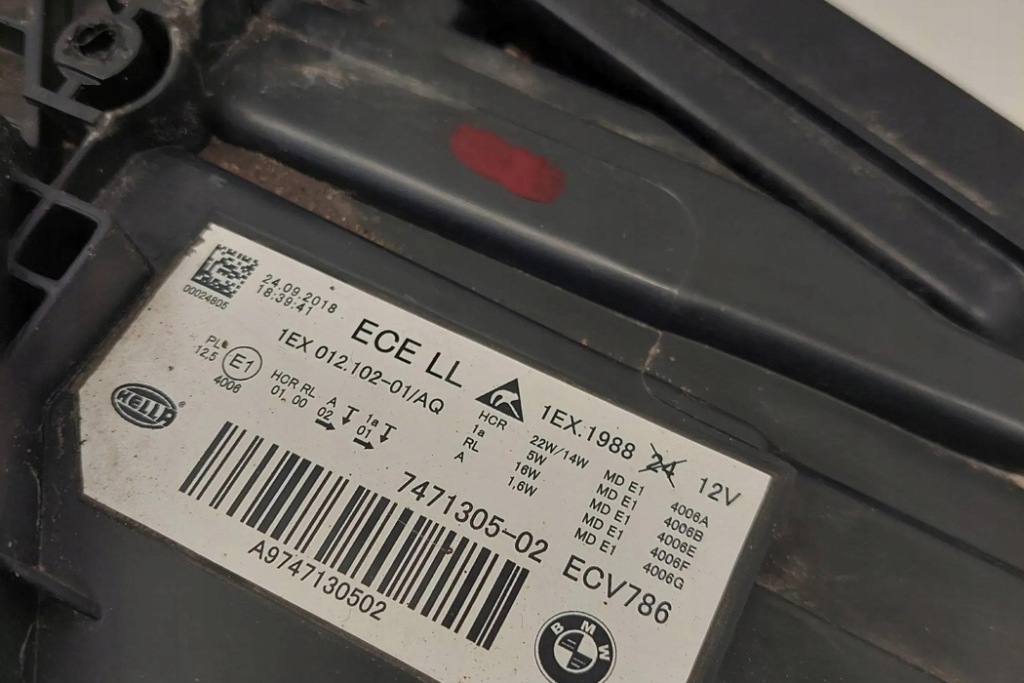 24.09.2018
18:39:41
00024805
ECE LL
1EX 012.102-01/AQ
1EX.1988 24 12V
PL
12,5
E1
4006
HCR RL A 1a
01 00 02 01
HCR 22W/14W MD E1 4006A
1a 5W MD E1 4006B
RL 16W MD E1 4006E
A 1,6W MD E1 4006F
MD E1 4006G
HELLA
7471305-02
ECV786
A9747130502
BMW